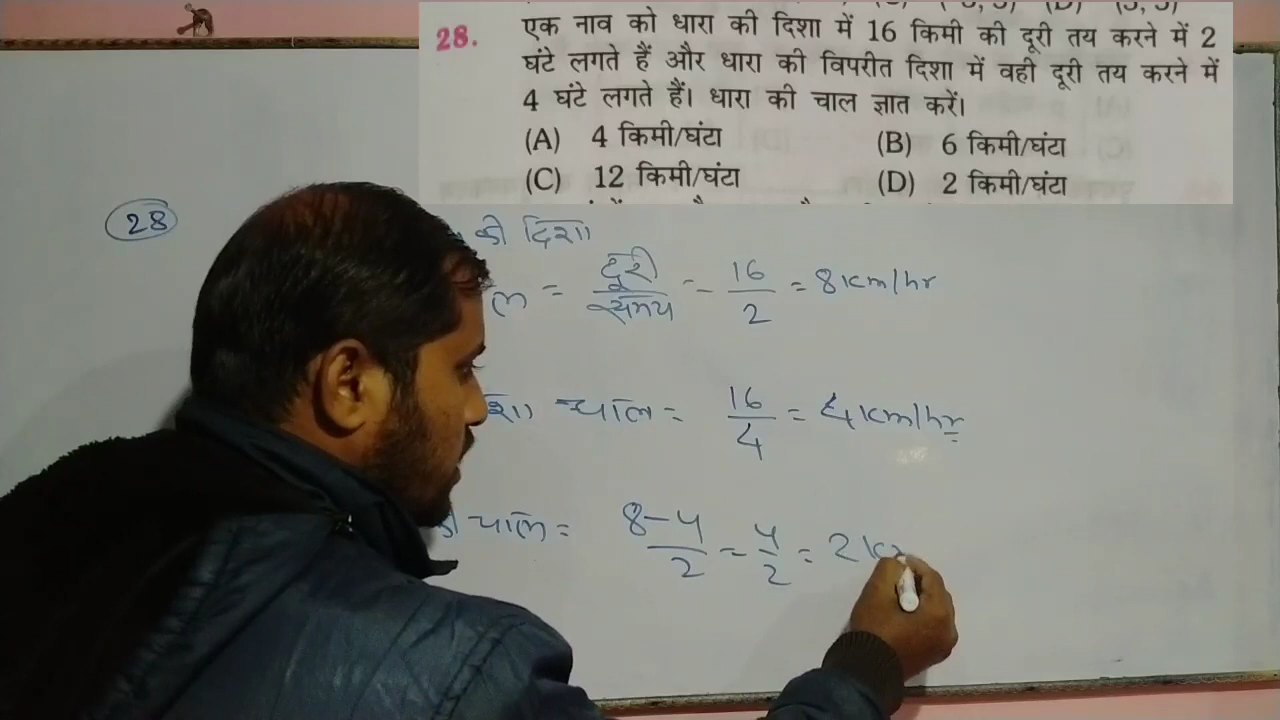 28.
एक नाव को धारा की दिशा में 16 किमी की दूरी तय करने में 2
घंटे लगते हैं और धारा की विपरीत दिशा में वही दूरी तय करने में
4 घंटे लगते हैं। धारा की चाल ज्ञात करें।
(A) 4 किमी/घंटा (B) 6 किमी/घंटा
(C) 12 किमी/घंटा (D) 2 किमी/घंटा
28
की दिशा
= दूरी/समय = 16/2 = 8 km/hr
चाल = 16/4 = 4 km/hr
चाल = 8-4/2 = 4/2 = 2